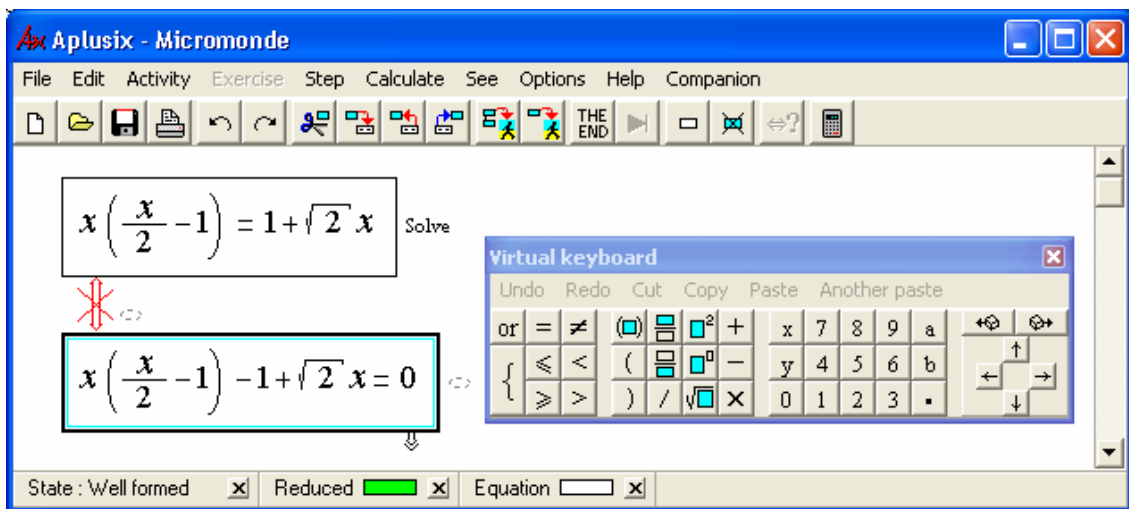 Aplusix - Micromonde
File Edit Activity Exercise Step Calculate See Options Help Companion
THE
END
⇔?
x(x/2 −1) = 1+√2 x Solve
x(x/2 −1) −1+√2 x = 0
Virtual keyboard
Undo Redo Cut Copy Paste Another paste
or = ≠ (□) □² + x 7 8 9 a
{ ≤ < ( □□ − y 4 5 6 b ← ↑ →
≥ > ) / √□ × 0 1 2 3 . ↓
State : Well formed x Reduced x Equation x